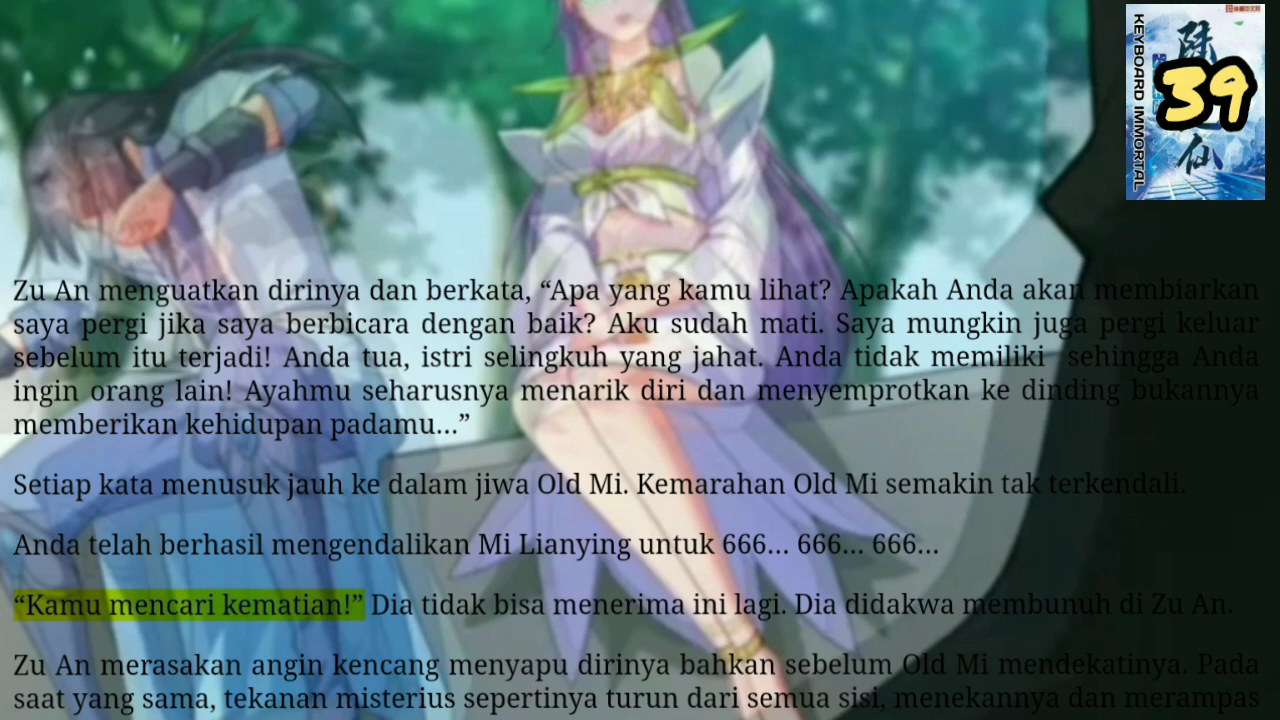 KEYBOARD IMMORTAL
39
仙
Zu An menguatkan dirinya dan berkata, “Apa yang kamu lihat? Apakah Anda akan membiarkan
saya pergi jika saya berbicara dengan baik? Aku sudah mati. Saya mungkin juga pergi keluar
sebelum itu terjadi! Anda tua, istri selingkuh yang jahat. Anda tidak memiliki sehingga Anda
ingin orang lain! Ayahmu seharusnya menarik diri dan menyemprotkan ke dinding bukannya
memberikan kehidupan padamu…”
Setiap kata menusuk jauh ke dalam jiwa Old Mi. Kemarahan Old Mi semakin tak terkendali.
Anda telah berhasil mengendalikan Mi Lianying untuk 666… 666… 666…
“Kamu mencari kematian!” Dia tidak bisa menerima ini lagi. Dia didakwa membunuh di Zu An.
Zu An merasakan angin kencang menyapu dirinya bahkan sebelum Old Mi mendekatinya. Pada
saat yang sama, tekanan misterius sepertinya turun dari semua sisi, menekannya dan merampas